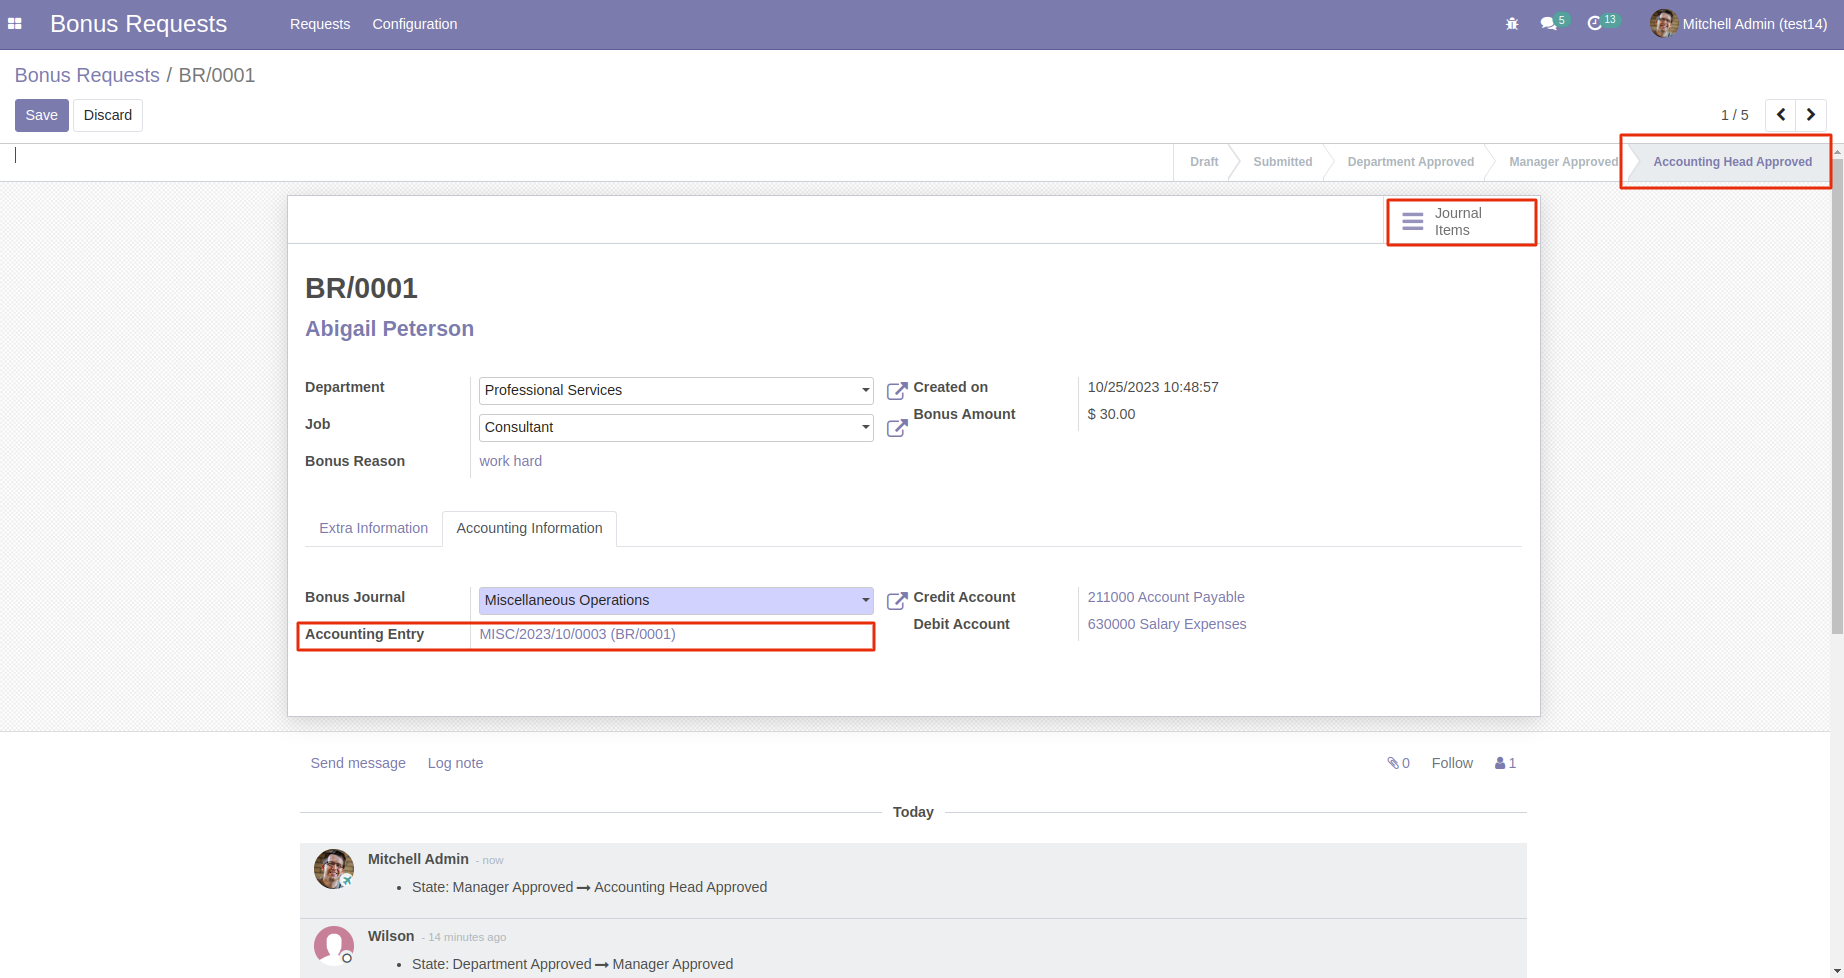 Bonus Requests Requests Configuration 5 13 Mitchell Admin (test14)
Bonus Requests / BR/0001
Save Discard 1 / 5
Draft Submitted Department Approved Manager Approved Accounting Head Approved
Journal
Items
BR/0001
Abigail Peterson
Department Professional Services Created on 10/25/2023 10:48:57
Bonus Amount $ 30.00
Job Consultant
Bonus Reason work hard
Extra Information Accounting Information
Bonus Journal Miscellaneous Operations Credit Account 211000 Account Payable
Debit Account 630000 Salary Expenses
Accounting Entry MISC/2023/10/0003 (BR/0001)
Send message Log note 0 Follow 1
Today
Mitchell Admin - now
• State: Manager Approved → Accounting Head Approved
Wilson - 14 minutes ago
• State: Department Approved → Manager Approved